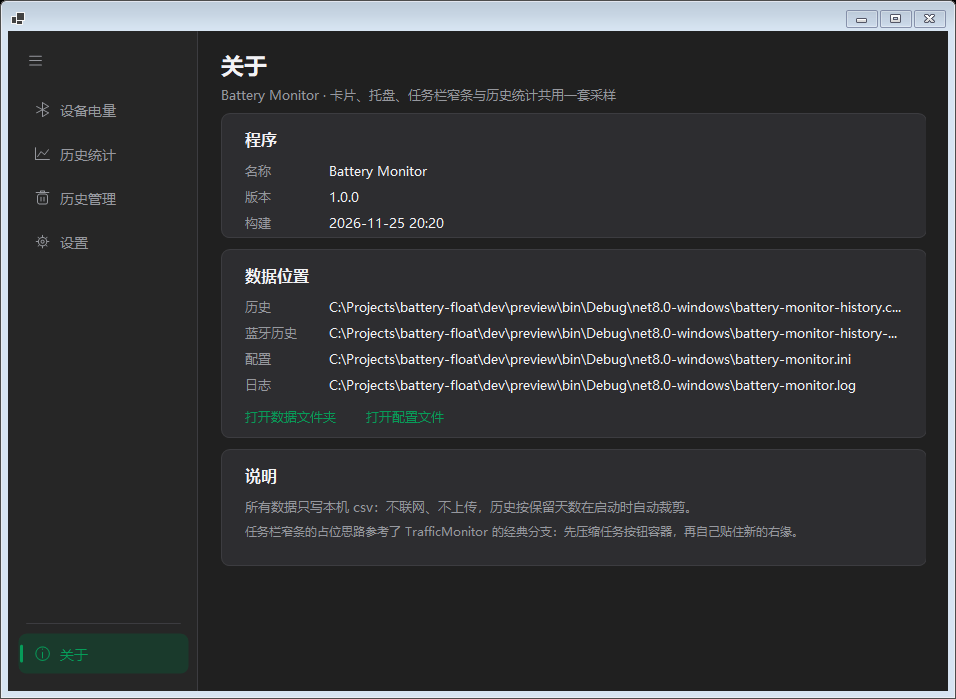 设备电量
历史统计
历史管理
设置
关于
关于
Battery Monitor · 卡片、托盘、任务栏窄条与历史统计共用一套采样
程序
名称 Battery Monitor
版本 1.0.0
构建 2026-11-25 20:20
数据位置
历史 C:\Projects\battery-float\dev\preview\bin\Debug\net8.0-windows\battery-monitor-history.c...
蓝牙历史 C:\Projects\battery-float\dev\preview\bin\Debug\net8.0-windows\battery-monitor-history-...
配置 C:\Projects\battery-float\dev\preview\bin\Debug\net8.0-windows\battery-monitor.ini
日志 C:\Projects\battery-float\dev\preview\bin\Debug\net8.0-windows\battery-monitor.log
打开数据文件夹 打开配置文件
说明
所有数据只写本机 csv：不联网、不上传，历史按保留天数在启动时自动裁剪。
任务栏窄条的占位思路参考了 TrafficMonitor 的经典分支：先压缩任务按钮容器，再自己贴住新的右缘。